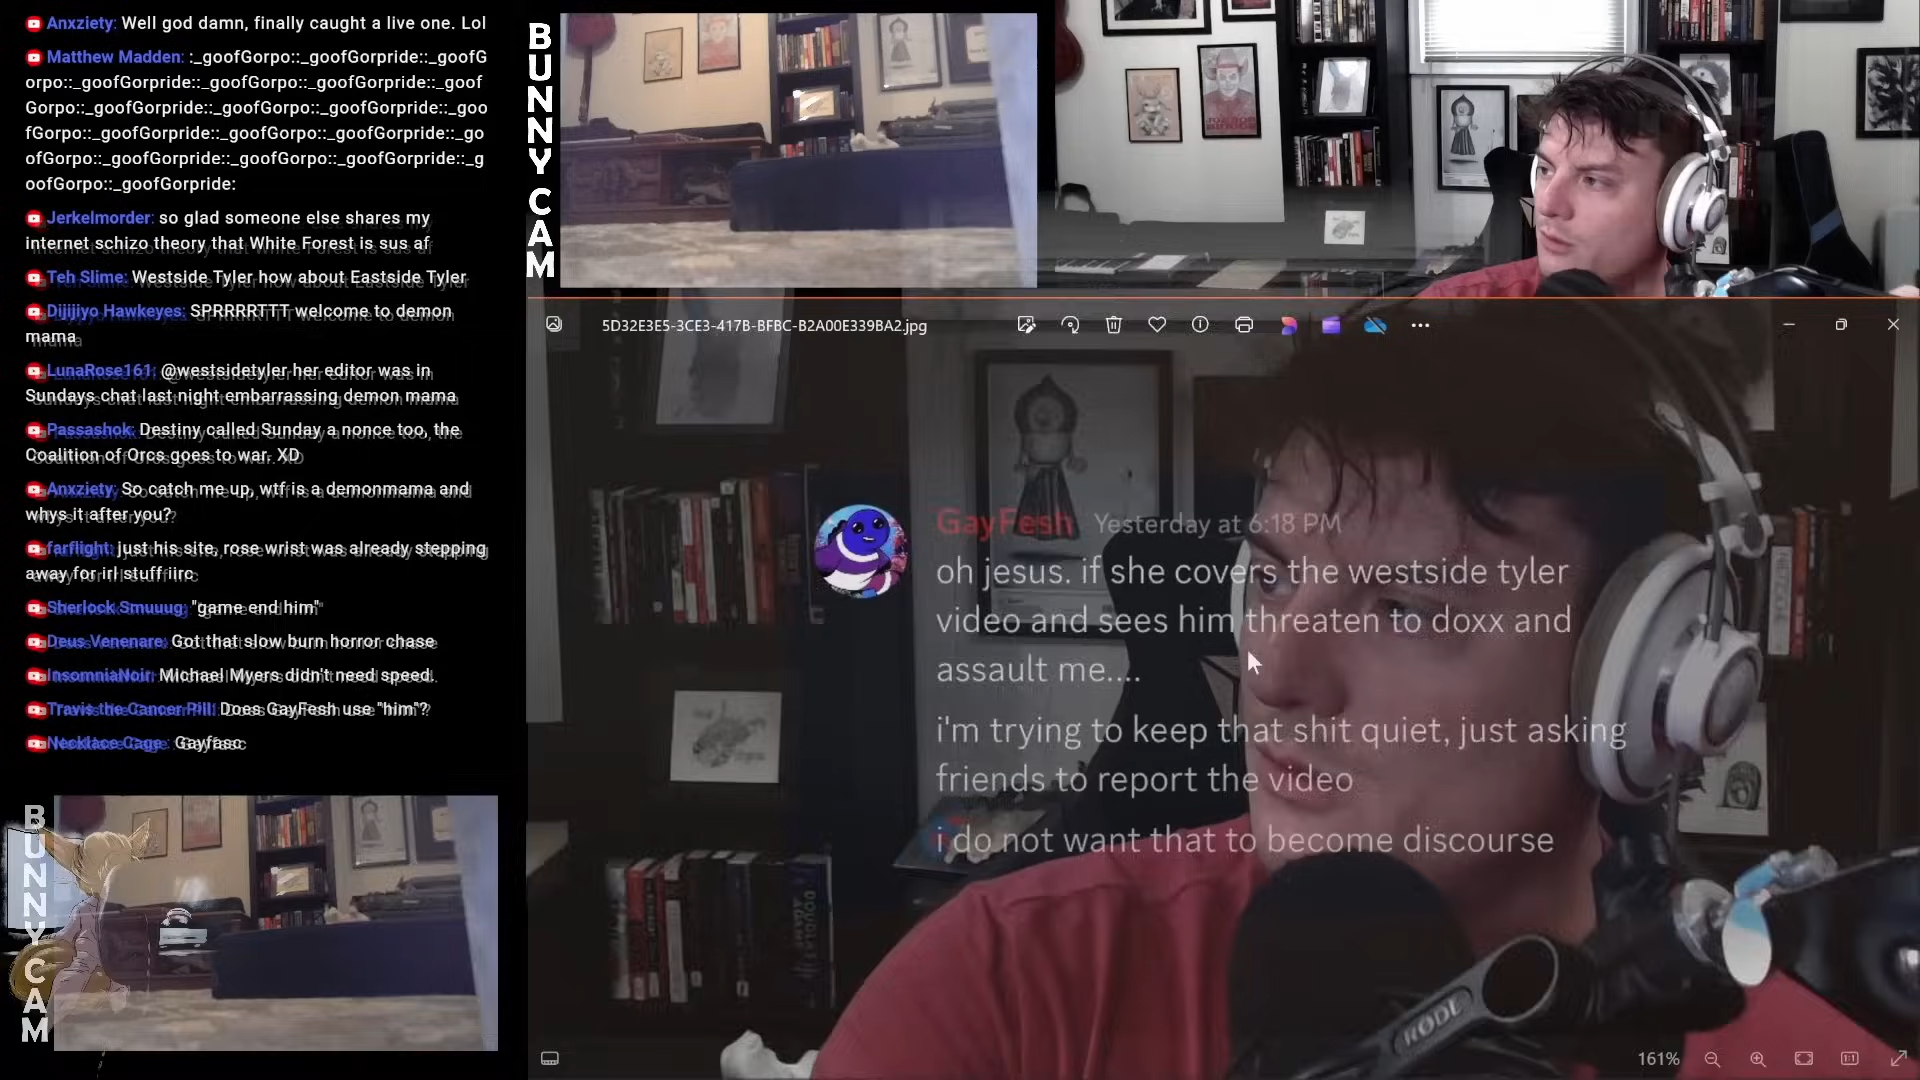 Anxziety: Well god damn, finally caught a live one. Lol
Matthew Madden: :_goofGorpo::_goofGorpride::_goofG
orpo::_goofGorpride::_goofGorpo::_goofGorpride::_goof
Gorpo::_goofGorpride::_goofGorpo::_goofGorpride::_goo
fGorpo::_goofGorpride::_goofGorpo::_goofGorpride::_go
ofGorpo::_goofGorpride::_goofGorpo::_goofGorpride::_g
oofGorpo::_goofGorpride:
Jerkelmorder: so glad someone else shares my
internet schizo theory that White Forest is sus af
Teh Slime: Westside Tyler how about Eastside Tyler
Dijijiyo Hawkeyes: SPRRRRTTT welcome to demon
mama
LunaRose161: @westsidetyler her editor was in
Sundays chat last night embarrassing demon mama
Passashok: Destiny called Sunday a nonce too, the
Coalition of Orcs goes to war. XD
Anxziety: So catch me up, wtf is a demonmama and
whys it after you?
farflight: just his site, rose wrist was already stepping
away for irl stuff iirc
Sherlock Smuuug: "game end him"
Deus Venenare: Got that slow burn horror chase
InsomniaNoir: Michael Myers didn't need speed.
Travis the Cancer Pill: Does GayFesh use "him"?
Necklace Cage: Gayfasc
BUNNY CAM
BUNNY CAM
5D32E3E5-3CE3-417B-BFBC-B2A00E339BA2.jpg
GayFesh Yesterday at 6:18 PM
oh jesus. if she covers the westside tyler
video and sees him threaten to doxx and
assault me....
i'm trying to keep that shit quiet, just asking
friends to report the video
i do not want that to become discourse
RØDE
161%